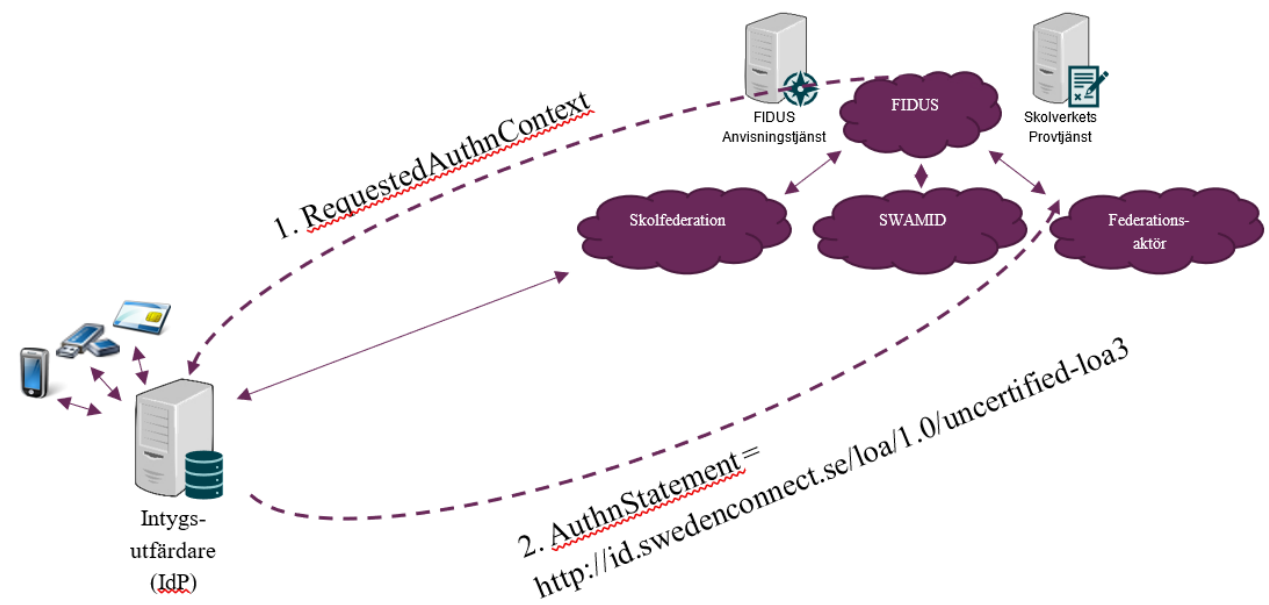 FIDUS
Anvisningstjänst
FIDUS
Skolverkets
Provtjänst
1. RequestedAuthnContext
Skolfederation
SWAMID
Federations-
aktör
Intygs-
utfärdare
(IdP)
2. AuthnStatement=
http://id.swedenconnect.se/loa/1.0/uncertified-loa3